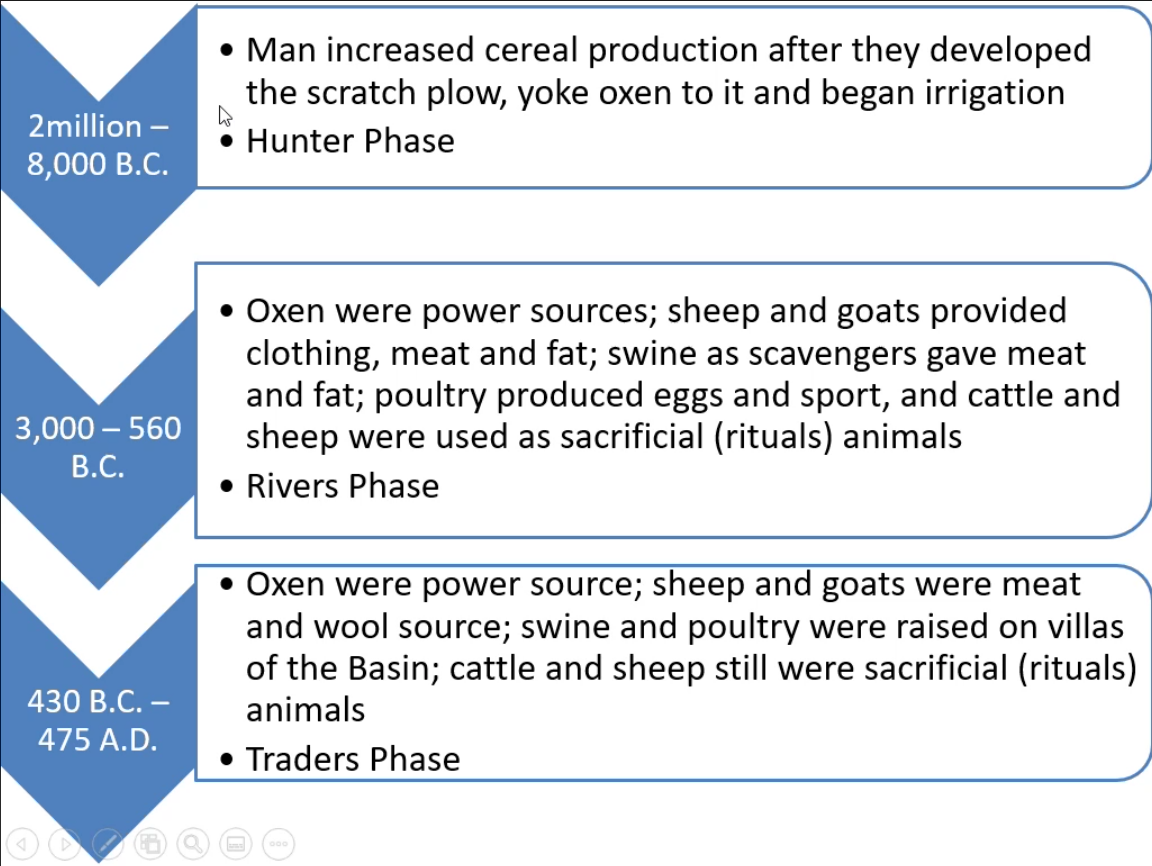 2million –
8,000 B.C.
• Man increased cereal production after they developed
the scratch plow, yoke oxen to it and began irrigation
• Hunter Phase
3,000 – 560
B.C.
• Oxen were power sources; sheep and goats provided
clothing, meat and fat; swine as scavengers gave meat
and fat; poultry produced eggs and sport, and cattle and
sheep were used as sacrificial (rituals) animals
• Rivers Phase
430 B.C. –
475 A.D.
• Oxen were power source; sheep and goats were meat
and wool source; swine and poultry were raised on villas
of the Basin; cattle and sheep still were sacrificial (rituals)
animals
• Traders Phase